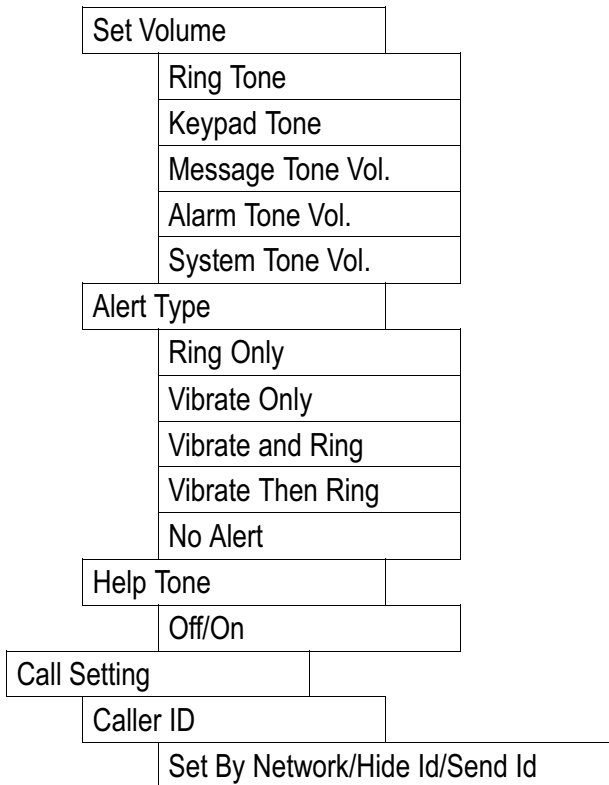 Set Volume
Ring Tone
Keypad Tone
Message Tone Vol.
Alarm Tone Vol.
System Tone Vol.
Alert Type
Ring Only
Vibrate Only
Vibrate and Ring
Vibrate Then Ring
No Alert
Help Tone
Off/On
Call Setting
Caller ID
Set By Network/Hide Id/Send Id